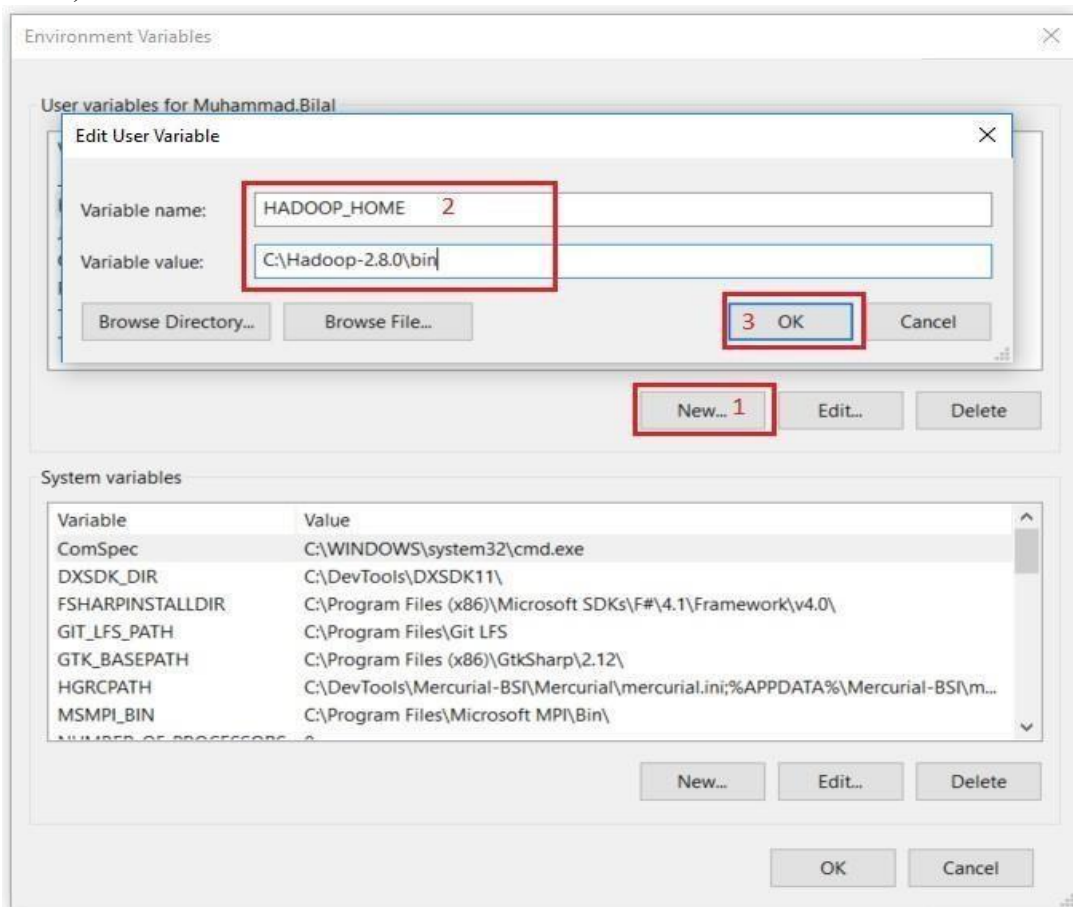 Environment Variables
User variables for Muhammad.Bilal
Edit User Variable
Variable name: HADOOP_HOME 2
Variable value: C:\Hadoop-2.8.0\bin
Browse Directory... Browse File... 3 OK Cancel
New... 1 Edit... Delete
System variables
Variable Value
ComSpec C:\WINDOWS\system32\cmd.exe
DXSDK_DIR C:\DevTools\DXSDK11\
FSHARPINSTALLDIR C:\Program Files (x86)\Microsoft SDKs\F#\4.1\Framework\v4.0\
GIT_LFS_PATH C:\Program Files\Git LFS
GTK_BASEPATH C:\Program Files (x86)\GtkSharp\2.12\
HGRCPATH C:\DevTools\Mercurial-BSI\Mercurial\mercurial.ini;%APPDATA%\Mercurial-BSI\m...
MSMPI_BIN C:\Program Files\Microsoft MPI\Bin\
NUMBER_OF_PROCESSORS
New... Edit... Delete
OK Cancel